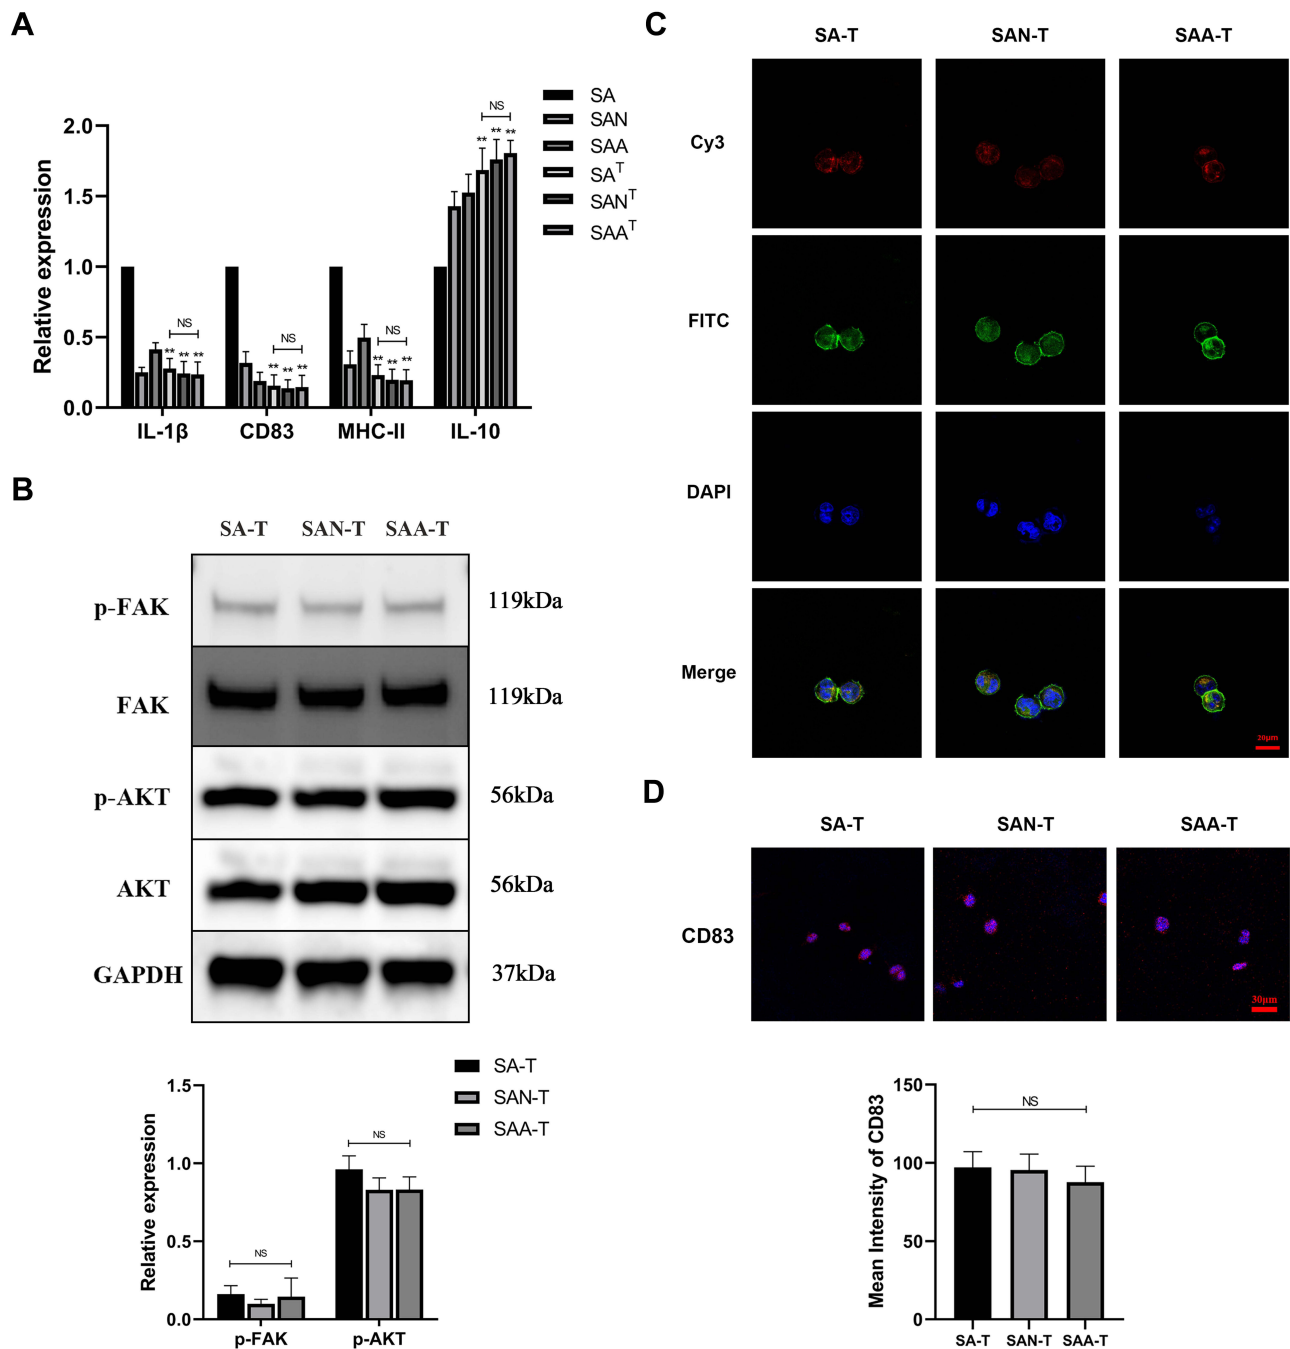 A
SA
SAN
SAA
SAᵀ
SANᵀ
SAAᵀ
Relative expression
2.0
1.5
1.0
0.5
0.0
NS
** ** **
NS
** ** **
NS
** ** **
NS
** ** **
IL-1β CD83 MHC-II IL-10
B
SA-T SAN-T SAA-T
p-FAK 119kDa
FAK 119kDa
p-AKT 56kDa
AKT 56kDa
GAPDH 37kDa
SA-T
SAN-T
SAA-T
Relative expression
1.5
1.0
0.5
0.0
NS
NS
p-FAK p-AKT
C
SA-T SAN-T SAA-T
Cy3
FITC
DAPI
Merge
20μm
D
SA-T SAN-T SAA-T
CD83
30μm
Mean Intensity of CD83
150
100
50
0
NS
SA-T SAN-T SAA-T